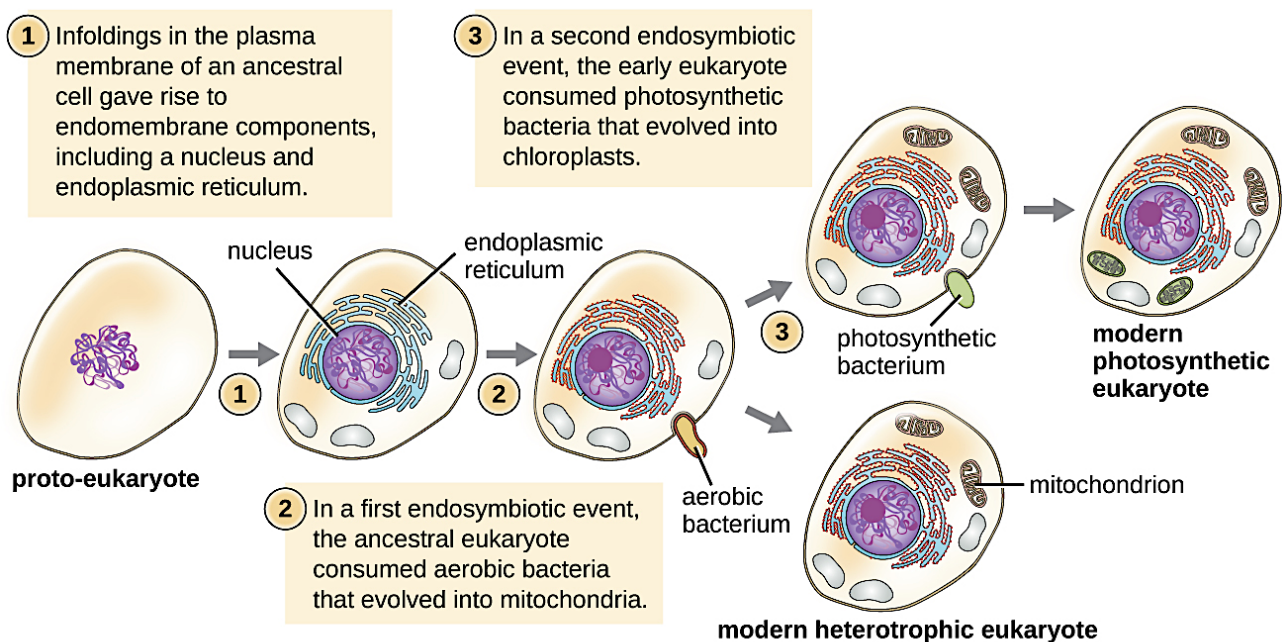 1 Infoldings in the plasma
membrane of an ancestral
cell gave rise to
endomembrane components,
including a nucleus and
endoplasmic reticulum.
3 In a second endosymbiotic
event, the early eukaryote
consumed photosynthetic
bacteria that evolved into
chloroplasts.
nucleus
endoplasmic
reticulum
proto-eukaryote
1
2
3
photosynthetic
bacterium
modern
photosynthetic
eukaryote
aerobic
bacterium
mitochondrion
2 In a first endosymbiotic event,
the ancestral eukaryote
consumed aerobic bacteria
that evolved into mitochondria.
modern heterotrophic eukaryote